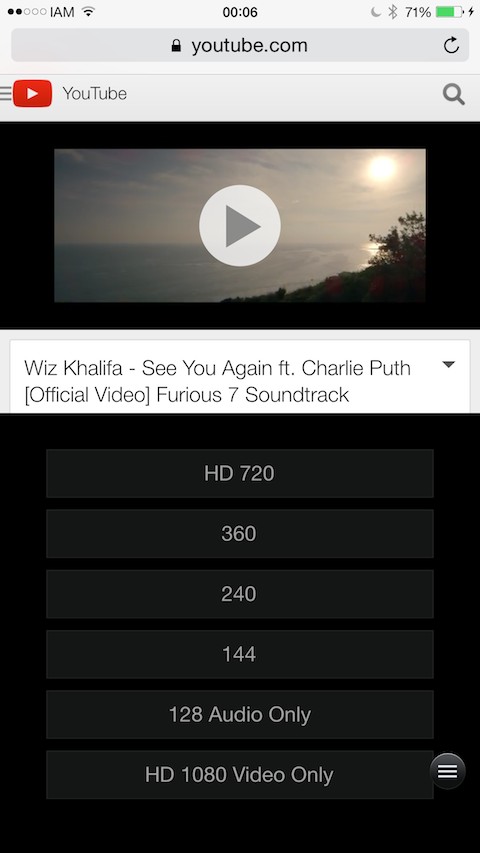 IAM 00:06 71%
youtube.com
YouTube
Wiz Khalifa - See You Again ft. Charlie Puth
[Official Video] Furious 7 Soundtrack
HD 720
360
240
144
128 Audio Only
HD 1080 Video Only